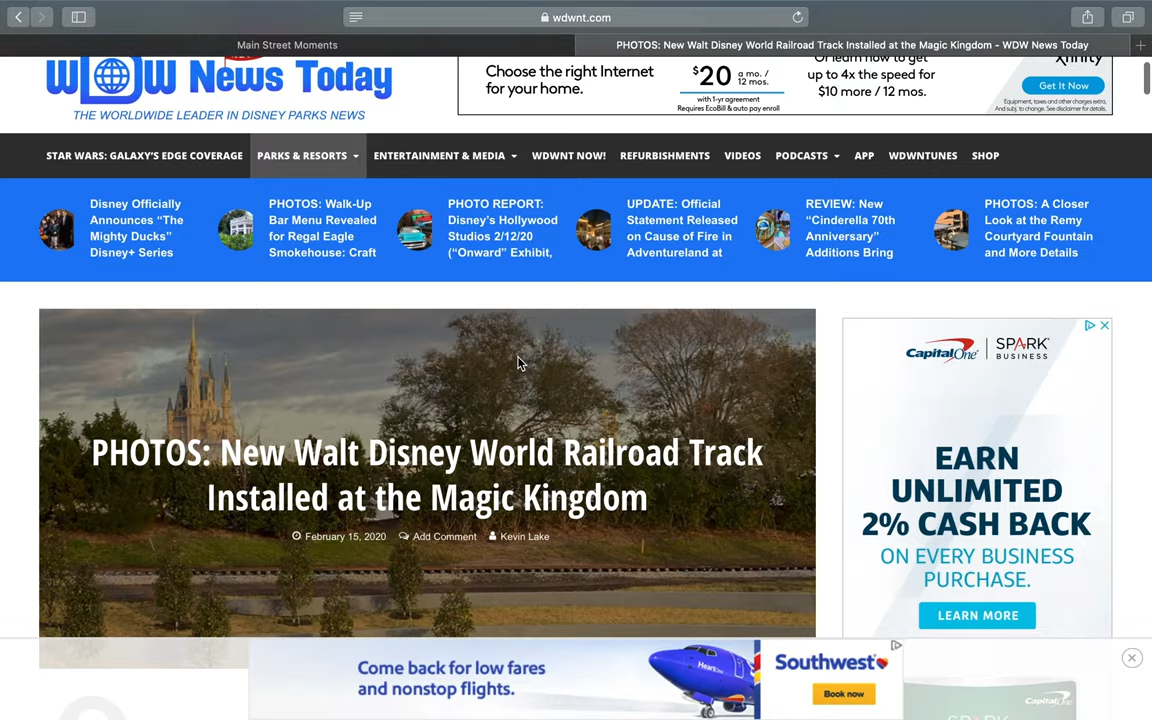 wdwnt.com
Main Street Moments
PHOTOS: New Walt Disney World Railroad Track Installed at the Magic Kingdom - WDW News Today
WDW News Today
THE WORLDWIDE LEADER IN DISNEY PARKS NEWS
Choose the right Internet
for your home.
$20 a mo. /
12 mos.
with 1-yr agreement
Requires EcoBill & auto pay enroll
Or learn how to get
up to 4x the speed for
$10 more / 12 mos.
xfinity
Get It Now
Equipment, taxes and other charges extra,
And subj. to change. See disclaimer for details.
STAR WARS: GALAXY'S EDGE COVERAGE
PARKS & RESORTS
ENTERTAINMENT & MEDIA
WDWNT NOW!
REFURBISHMENTS
VIDEOS
PODCASTS
APP
WDWNTUNES
SHOP
Disney Officially
Announces “The
Mighty Ducks”
Disney+ Series
PHOTOS: Walk-Up
Bar Menu Revealed
for Regal Eagle
Smokehouse: Craft
PHOTO REPORT:
Disney's Hollywood
Studios 2/12/20
(“Onward” Exhibit,
UPDATE: Official
Statement Released
on Cause of Fire in
Adventureland at
REVIEW: New
“Cinderella 70th
Anniversary”
Additions Bring
PHOTOS: A Closer
Look at the Remy
Courtyard Fountain
and More Details
PHOTOS: New Walt Disney World Railroad Track
Installed at the Magic Kingdom
February 15, 2020
Add Comment
Kevin Lake
Capital One
SPARK
BUSINESS
EARN
UNLIMITED
2% CASH BACK
ON EVERY BUSINESS
PURCHASE.
LEARN MORE
Come back for low fares
and nonstop flights.
Heart One
Southwest
Book now
Capital One